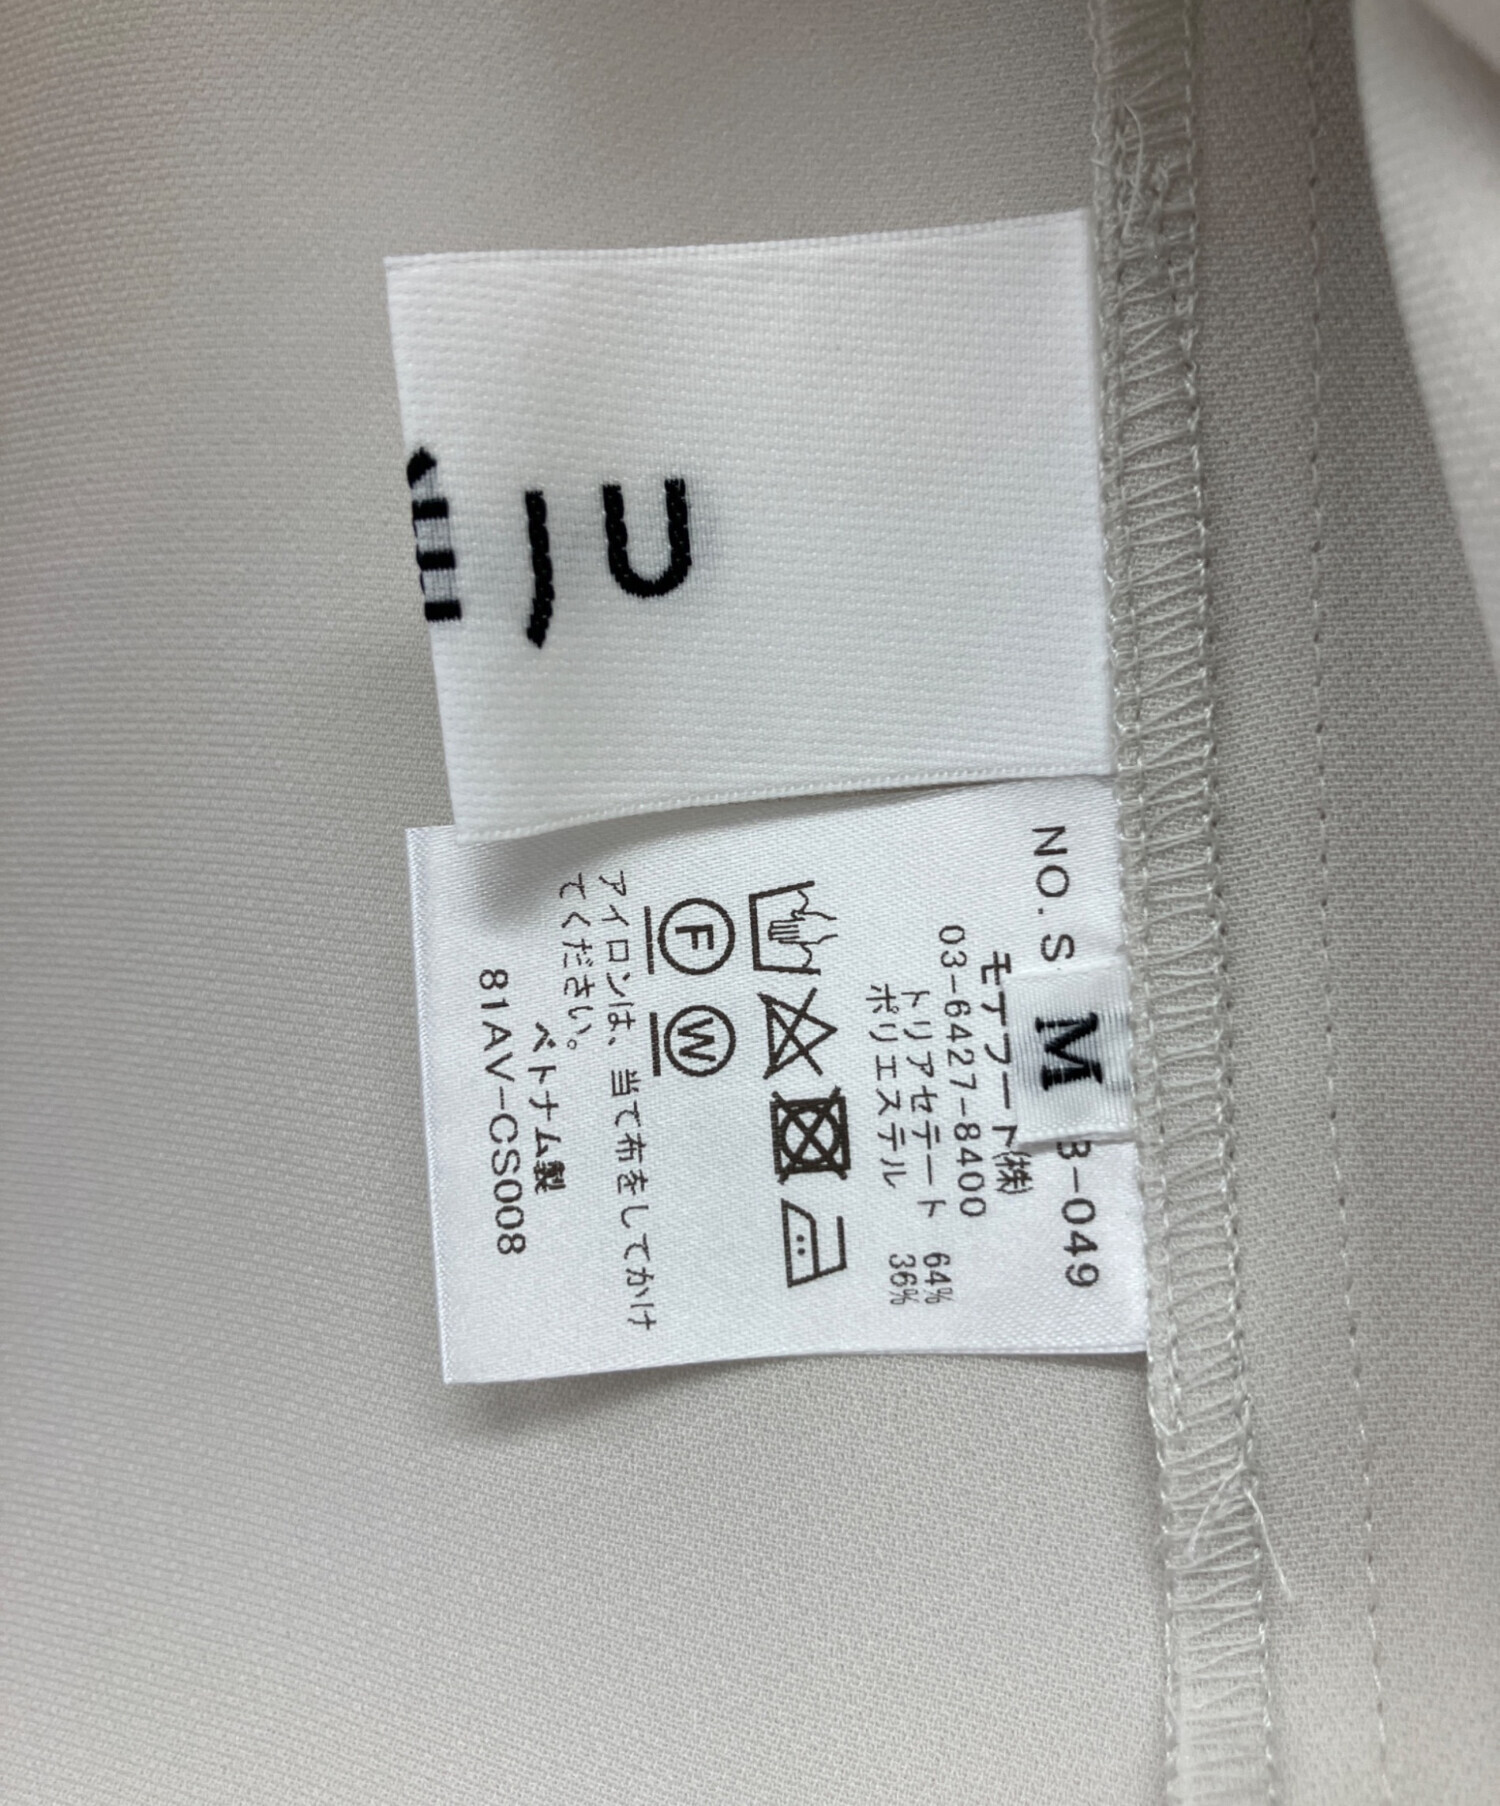 JU
NO. S
3-049
M
モアフート㈱
03-6427-8400
トリアセテート 64%
ポリエステル 36%
F
W
アイロンは、当て布をしてかけ
てください。
ベトナム製
81AV-CS008